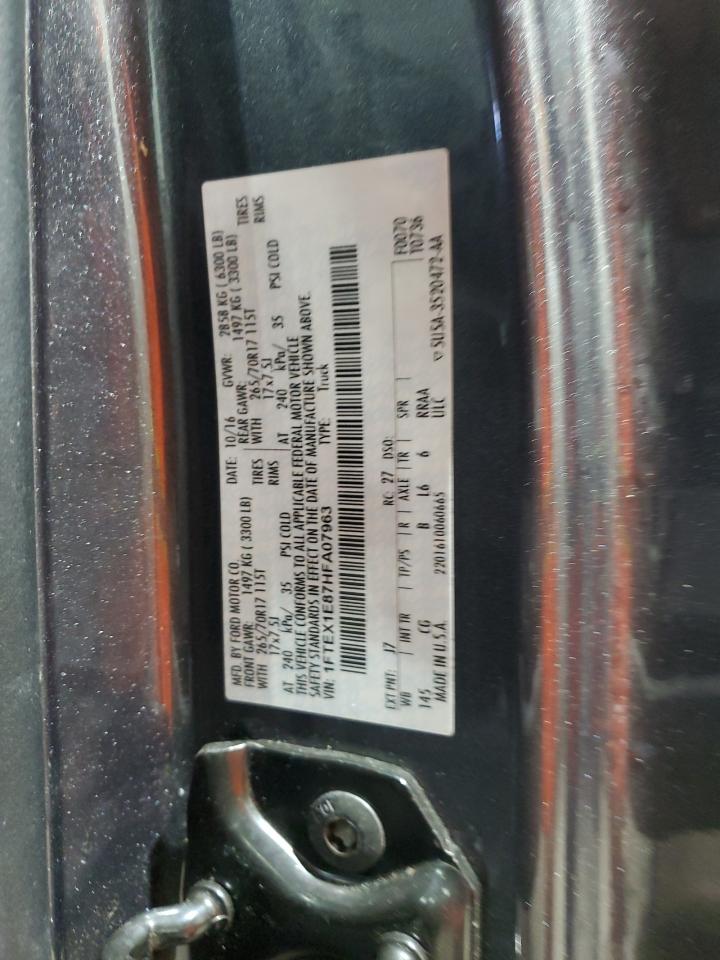 MFD. BY FORD MOTOR CO.
DATE: 10/16 GVWR: 2858 KG ( 6300 LB)
FRONT GAWR: 1497 KG ( 3300 LB) REAR GAWR: 1497 KG ( 3300 LB)
WITH 265/70R17 115T TIRES WITH 265/70R17 115T TIRES
17x7.5J RIMS 17x7.5J RIMS
AT 240 kPa/ 35 PSI COLD AT 240 kPa/ 35 PSI COLD
THIS VEHICLE CONFORMS TO ALL APPLICABLE FEDERAL MOTOR VEHICLE
SAFETY STANDARDS IN EFFECT ON THE DATE OF MANUFACTURE SHOWN ABOVE.
VIN: 1FTEX1E87HFA07963 TYPE: Truck
EXT PNT: J7 RC: 27 DSO: F0070
WB INT TR TP/PS R AXLE TR SPR T0736
145 CG B L6 6 RRAA
MADE IN U.S.A. 2201610060665 ULC SU5A-3520472-AA